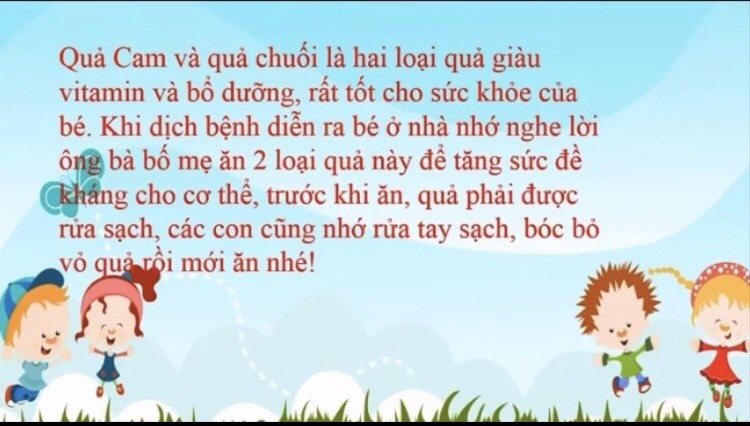 Quả Cam và quả chuối là hai loại quả giàu
vitamin và bổ dưỡng, rất tốt cho sức khỏe của
bé. Khi dịch bệnh diễn ra bé ở nhà nhớ nghe lời
ông bà bố mẹ ăn 2 loại quả này để tăng sức đề
kháng cho cơ thể, trước khi ăn, quả phải được
rửa sạch, các con cũng nhớ rửa tay sạch, bóc bỏ
vỏ quả rồi mới ăn nhé!